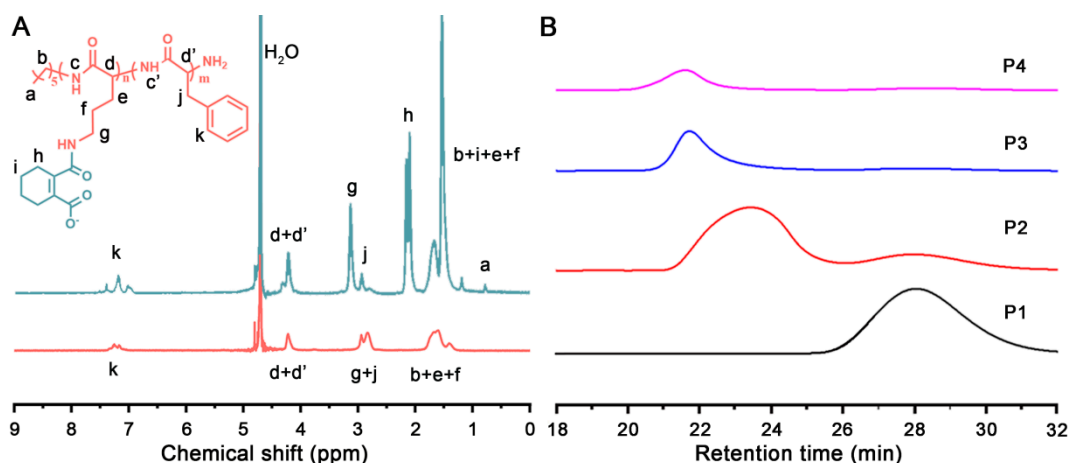 A
B
O
O
b
c
d
d'
NH2
5
N
H
n
NH
c'
m
a
e
j
f
k
g
HN
i
h
O
O
O-
H2O
h
g
b+i+e+f
d+d'
j
a
k
k
d+d'
g+j
b+e+f
9 8 7 6 5 4 3 2 1 0
Chemical shift (ppm)
P4
P3
P2
P1
18 20 22 24 26 28 30 32
Retention time (min)